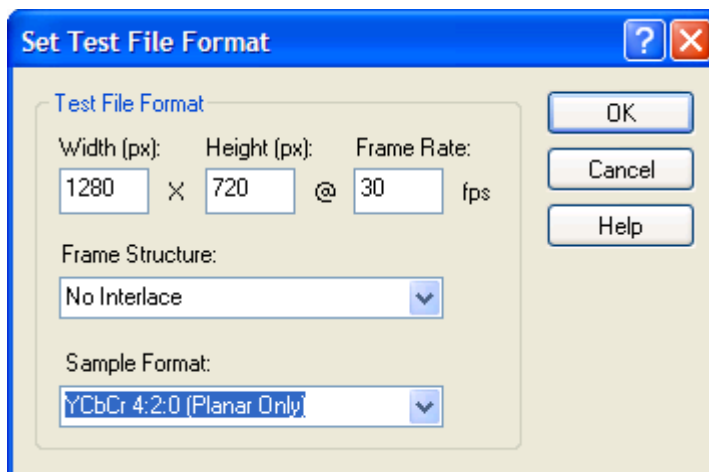 Set Test File Format
Test File Format
Width (px): Height (px): Frame Rate:
1280 X 720 @ 30 fps
Frame Structure:
No Interlace
Sample Format:
YCbCr 4:2:0 (Planar Only)
OK
Cancel
Help